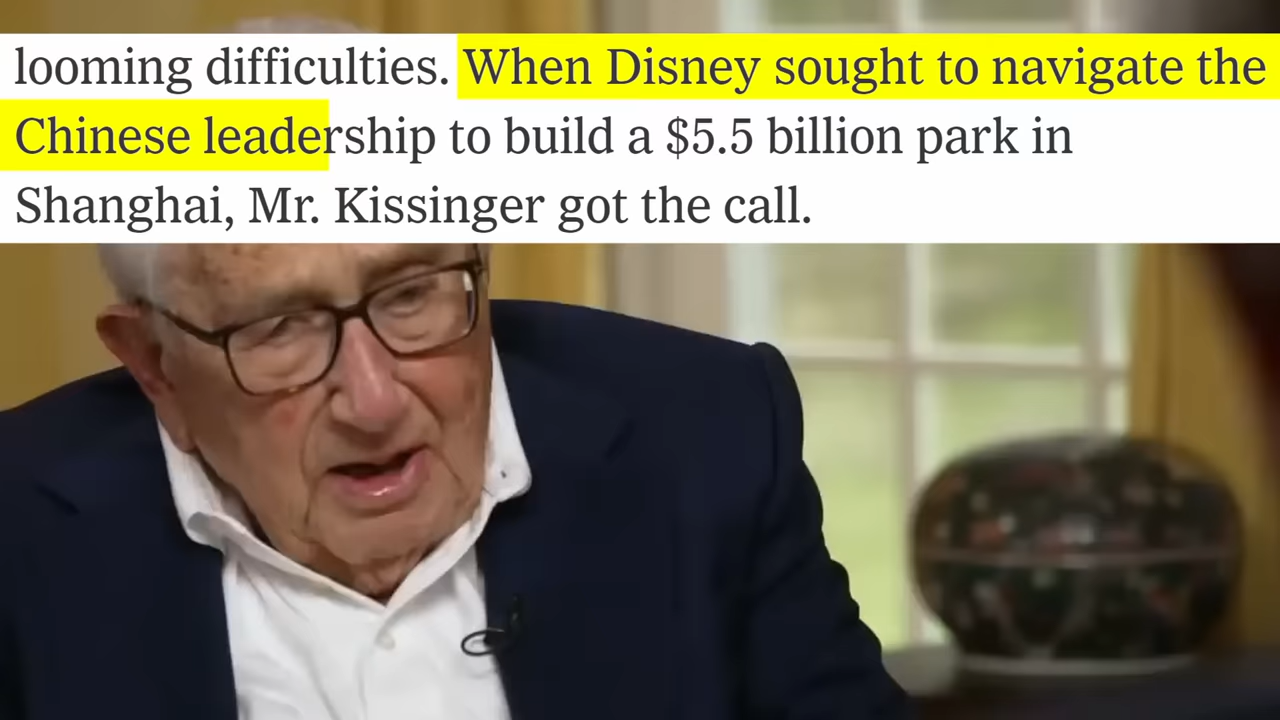 looming difficulties. When Disney sought to navigate the
Chinese leadership to build a $5.5 billion park in
Shanghai, Mr. Kissinger got the call.